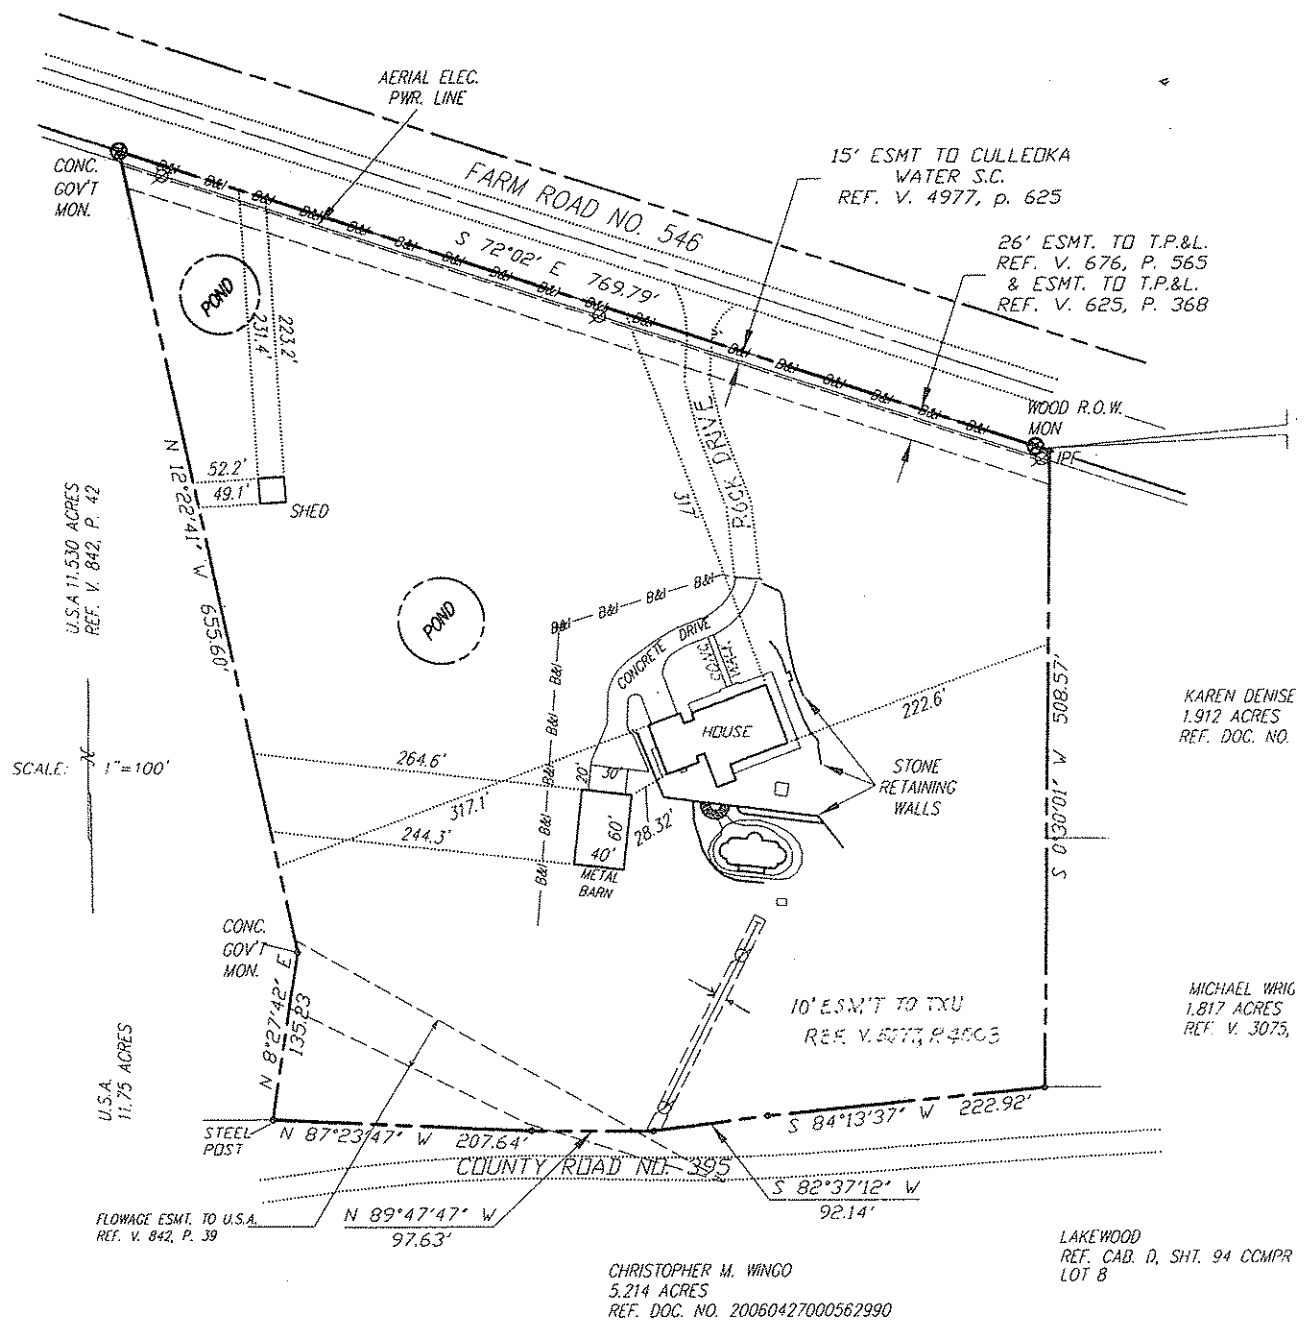 AERIAL ELEC.
PWR. LINE
CONC.
GOV'T
MON.
FARM ROAD NO. 546
15' ESMT TO CULLEOKA
WATER S.C.
REF. V. 4977, p. 625
26' ESMT. TO T.P.&L.
REF. V. 676, P. 565
& ESMT. TO T.P.&L.
REF. V. 625, P. 368
S 72°02' E 769.79'
POND
231.4'
223.2'
WOOD R.O.W.
MON
IPF
ROCK DRIVE
317
52.2'
49.1'
SHED
N 12°22'41" W 655.60'
U.S.A 11.530 ACRES
REF. V. 842, P. 42
POND
B&W
CONCRETE DRIVE
CONC.
WALK
HOUSE
222.6'
S 0°30'01" W 508.57'
KAREN DENISE
1.912 ACRES
REF. DOC. NO.
SCALE: 1"=100'
N
264.6'
317.1'
244.3'
20'
30'
60'
40'
28.32'
METAL
BARN
STONE
RETAINING
WALLS
CONC.
GOV'T
MON.
N 8°27'42" E
135.23
U.S.A.
11.75 ACRES
10' ESM'T TO TXU
MICHAEL WRIG
1.817 ACRES
REF. V. 3075,
STEEL
POST
N 87°23'47" W 207.64'
S 84°13'37" W 222.92'
COUNTY ROAD NO. 395
S 82°37'12" W
92.14'
N 89°47'47" W
97.63'
FLOWAGE ESMT. TO U.S.A.
REF. V. 842, P. 39
CHRISTOPHER M. WINGO
5.214 ACRES
REF. DOC. NO. 20060427000562990
LAKEWOOD
REF. CAB. D, SHT. 94 CCMPR
LOT 8